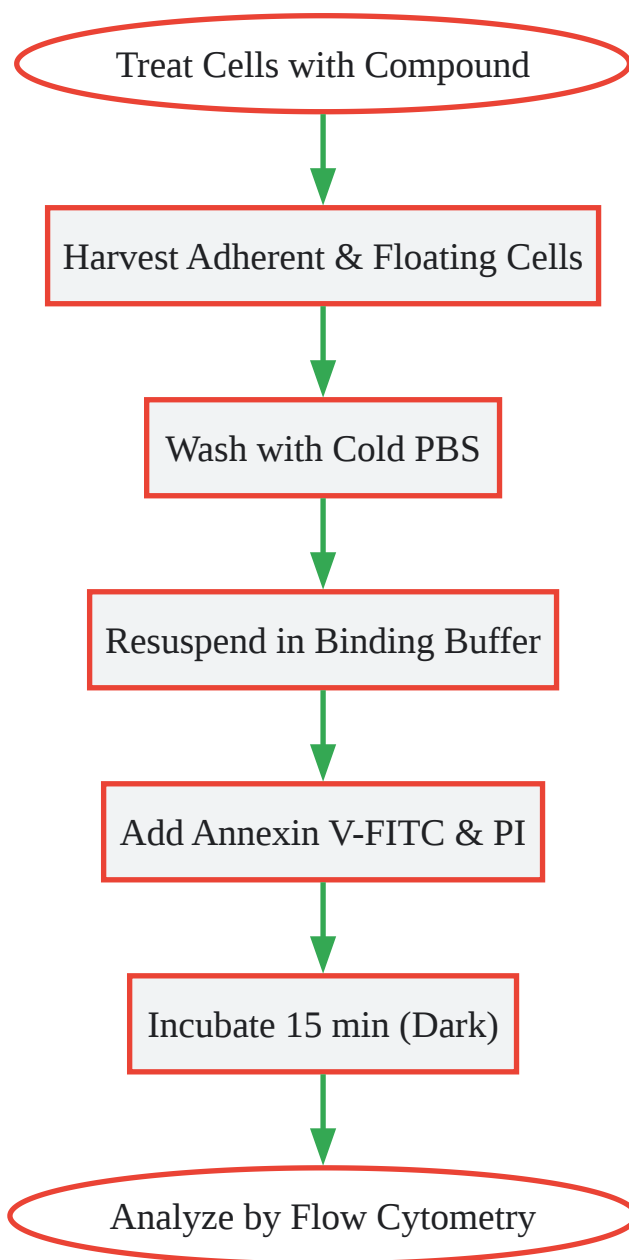 Treat Cells with Compound
Harvest Adherent & Floating Cells
Wash with Cold PBS
Resuspend in Binding Buffer
Add Annexin V-FITC & PI
Incubate 15 min (Dark)
Analyze by Flow Cytometry